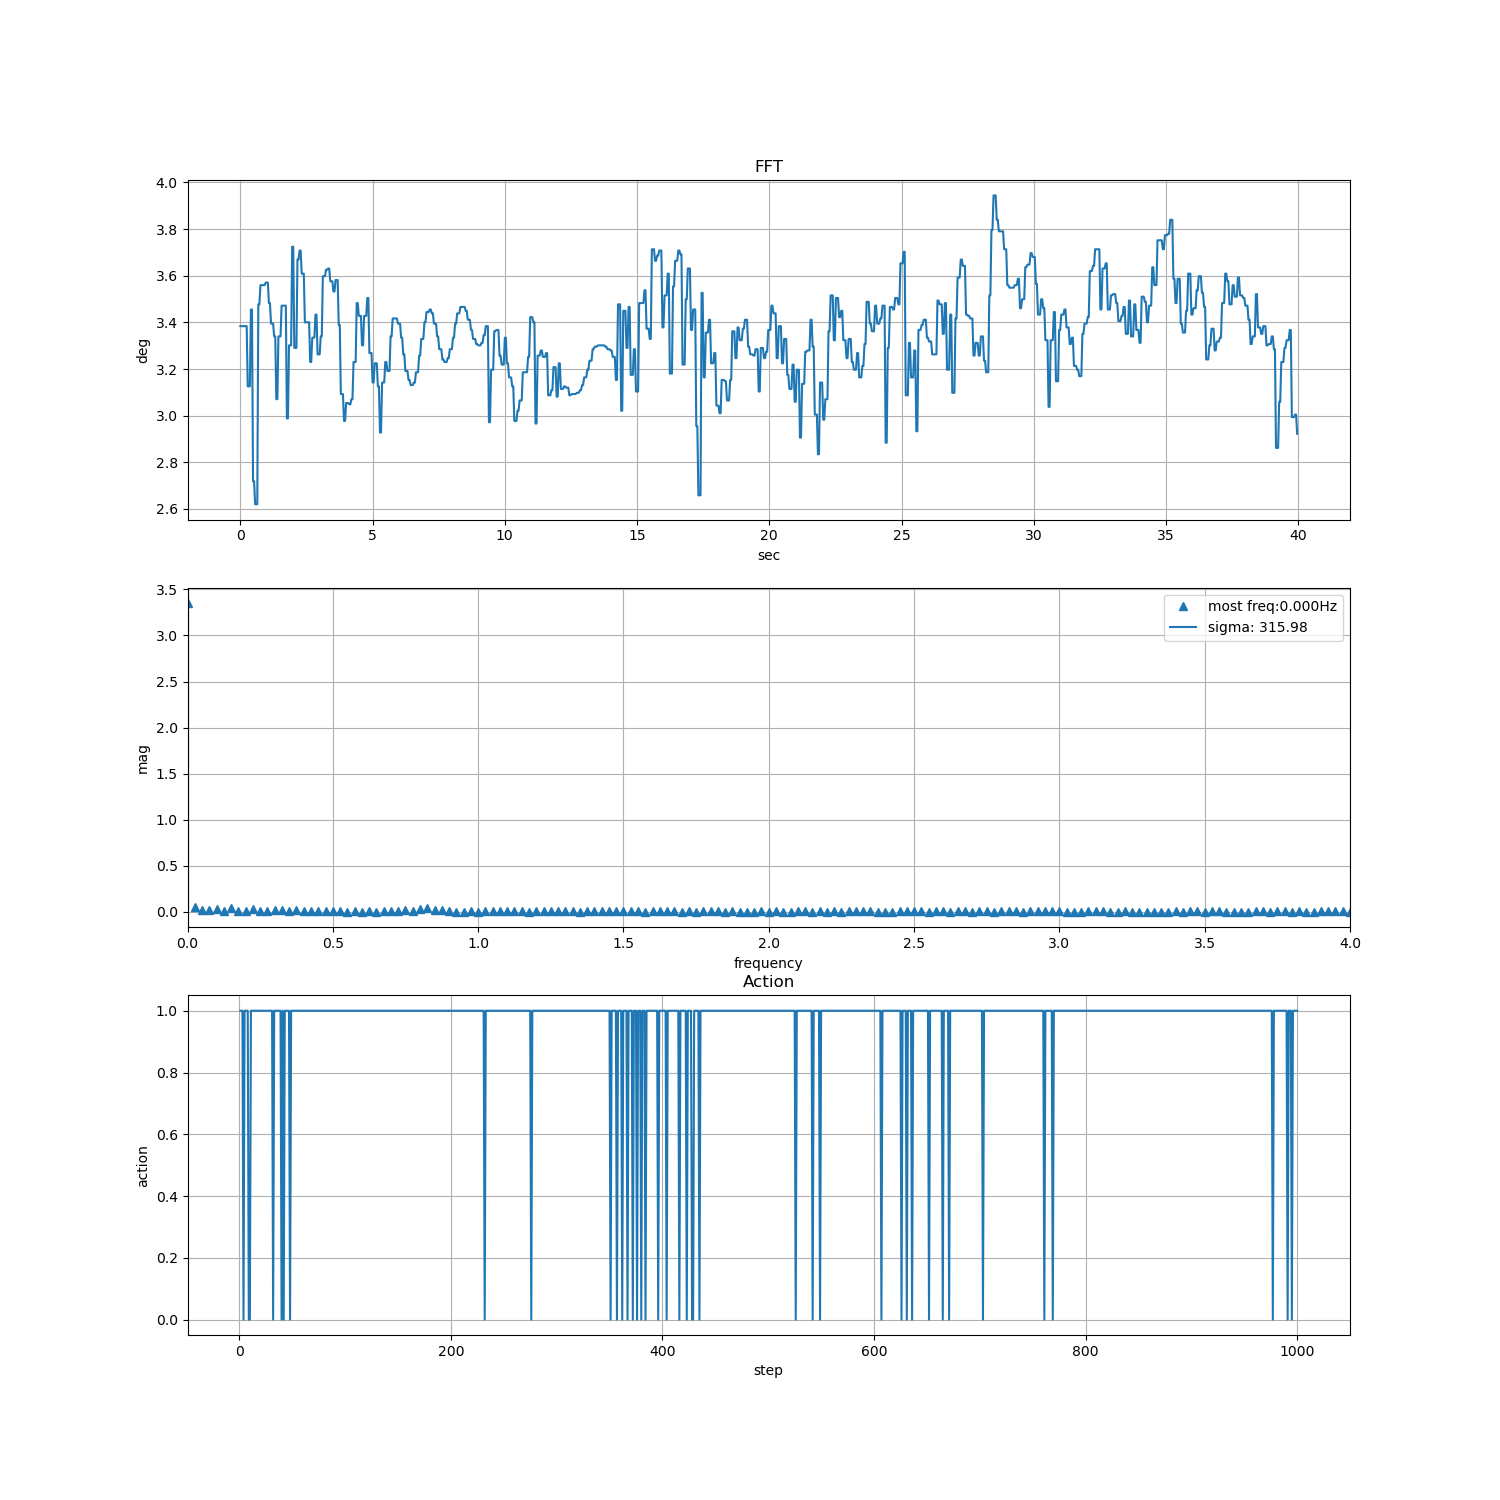 FFT
4.0
3.8
3.6
3.4
3.2
3.0
2.8
2.6
deg
0 5 10 15 20 25 30 35 40
sec
3.5
3.0
2.5
2.0
1.5
1.0
0.5
0.0
mag
most freq:0.000Hz
sigma: 315.98
0.0 0.5 1.0 1.5 2.0 2.5 3.0 3.5 4.0
frequency
Action
1.0
0.8
0.6
0.4
0.2
0.0
action
0 200 400 600 800 1000
step